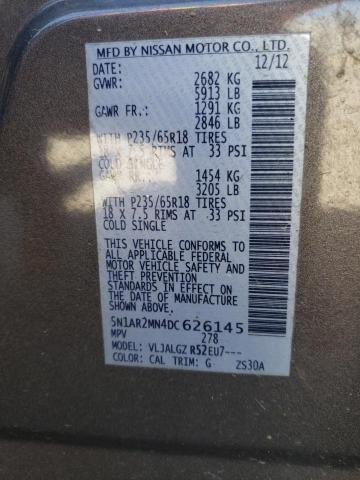 MFD BY NISSAN MOTOR CO., LTD.
DATE: 12/12
GVWR: 2682 KG
5913 LB
GAWR FR.: 1291 KG
2846 LB
WITH P235/65R18 TIRES
RIMS AT 33 PSI
COLD SINGLE
GAWR 1454 KG
3205 LB
WITH P235/65R18 TIRES
18 X 7.5 RIMS AT 33 PSI
COLD SINGLE
THIS VEHICLE CONFORMS TO
ALL APPLICABLE FEDERAL
MOTOR VEHICLE SAFETY
STANDARDS IN EFFECT ON THE
DATE OF MANUFACTURE SHOWN
ABOVE.
5N1AR2MN4DC626145
MPV 278
MODEL: VLJALGZ R52EU7---
COLOR: CAL TRIM: G ZS30A